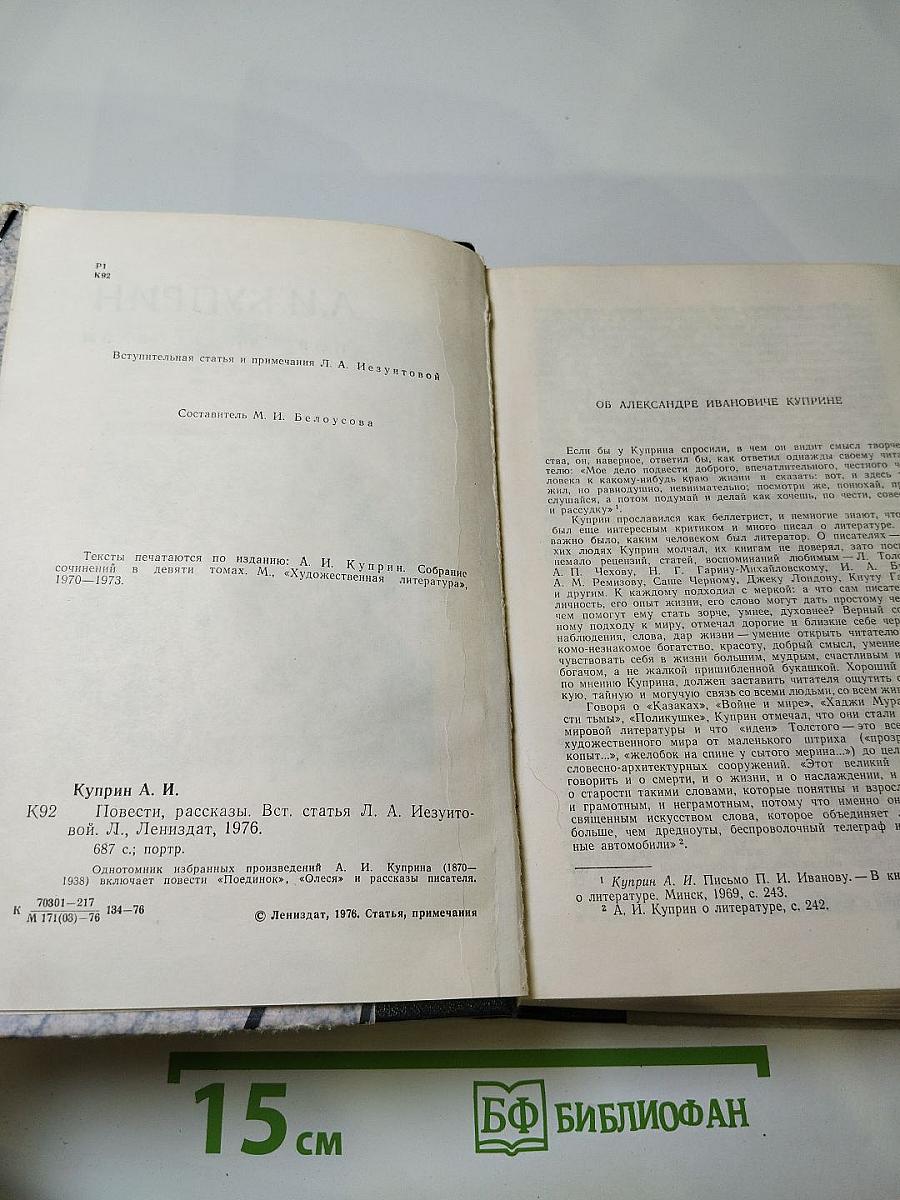 Р1
К92
Вступительная статья и примечания Л. А. Иезуитовой
Составитель М. И. Белоусова
Тексты печатаются по изданию: А. И. Куприн. Собрание
сочинений в девяти томах. М., «Художественная литература»,
1970—1973.
Куприн А. И.
К92 Повести, рассказы. Вст. статья Л. А. Иезуито-
вой. Л., Лениздат, 1976.
687 с.; портр.
Однотомник избранных произведений А. И. Куприна (1870—
1938) включает повести «Поединок», «Олеся» и рассказы писателя.
К 70301—217
М 171(03)—76 134—76
© Лениздат, 1976. Статья, примечания
ОБ АЛЕКСАНДРЕ ИВАНОВИЧЕ КУПРИНЕ
Если бы у Куприна спросили, в чем он видит смысл творче
ства, он, наверное, ответил бы, как ответил однажды своему чита
телю: «Мое дело подвести доброго, впечатлительного, честного ч
ловека к какому-нибудь краю жизни и сказать: вот, и здесь
жил, но равнодушно, невнимательно; посмотри же, понюхай, пр
слушайся, а потом подумай и делай как хочешь, по чести, сове
и рассудку» ¹.
Куприн прославился как беллетрист, и немногие знают, что
был еще интересным критиком и много писал о литературе.
важно было, каким человеком был литератор. О писателях —
хих людях Куприн молчал, их книгам не доверял, зато пос
немало рецензий, статей, воспоминаний любимым — Л. Толс
А. П. Чехову, Н. Г. Гарину-Михайловскому, И. А. Бу
А. М. Ремизову, Саше Черному, Джеку Лондону, Кнуту Га
и другим. К каждому подходил с меркой: а что сам писате
личность, его опыт жизни, его слово могут дать простому че
чем помогут ему стать зорче, умнее, духовнее? Верный со
ному подходу к миру, отмечал дорогие и близкие себе чер
наблюдения, слова, дар жизни — умение открыть читателю
комо-незнакомое богатство, красоту, добрый смысл, умение
чувствовать себя в жизни большим, мудрым, счастливым и
богачом, а не жалкой пришибленной букашкой. Хороший
по мнению Куприна, должен заставить читателя ощутить с
кую, тайную и могучую связь со всеми людьми, со всем жив
Говоря о «Казаках», «Войне и мире», «Хаджи Мура
сти тьмы», «Поликушке», Куприн отмечал, что они стали
мировой литературы и что «идеи» Толстого — это все
художественного мира от маленького штриха («прозр
копыт...», «желобок на спине у сытого мерина...») до цел
словесно-архитектурных сооружений. «Этот великий
говорить и о смерти, и о жизни, и о наслаждении, и
о старости такими словами, которые понятны и взросл
и грамотным, и неграмотным, потому что именно он
священным искусством слова, которое объединяет л
больше, чем дредноуты, беспроволочный телеграф и
ные автомобили» ².
¹ Куприн А. И. Письмо П. И. Иванову. — В кн
о литературе. Минск, 1969, с. 243.
² А. И. Куприн о литературе, с. 242.
15 см
БФ БИБЛИОФАН